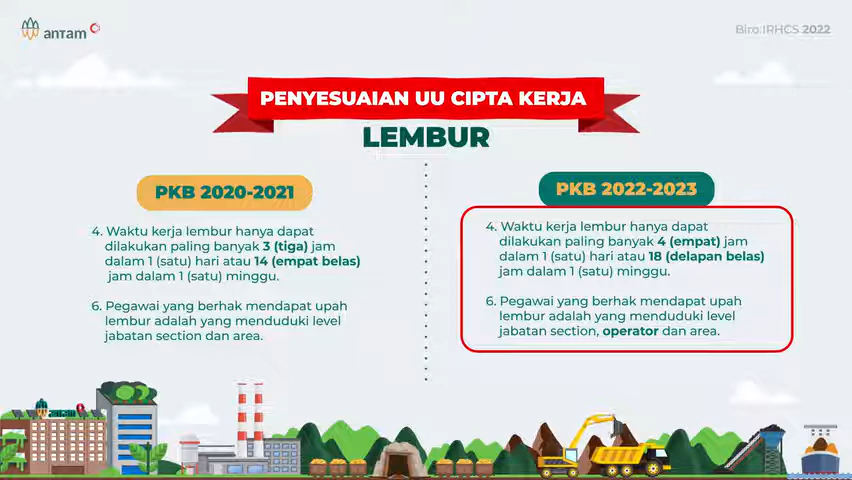 anTam
Biro IRHCS 2022
PENYESUAIAN UU CIPTA KERJA
LEMBUR
PKB 2020-2021
4. Waktu kerja lembur hanya dapat
dilakukan paling banyak 3 (tiga) jam
dalam 1 (satu) hari atau 14 (empat belas)
jam dalam 1 (satu) minggu.
6. Pegawai yang berhak mendapat upah
lembur adalah yang menduduki level
jabatan section dan area.
PKB 2022-2023
4. Waktu kerja lembur hanya dapat
dilakukan paling banyak 4 (empat) jam
dalam 1 (satu) hari atau 18 (delapan belas)
jam dalam 1 (satu) minggu.
6. Pegawai yang berhak mendapat upah
lembur adalah yang menduduki level
jabatan section, operator dan area.
anTam